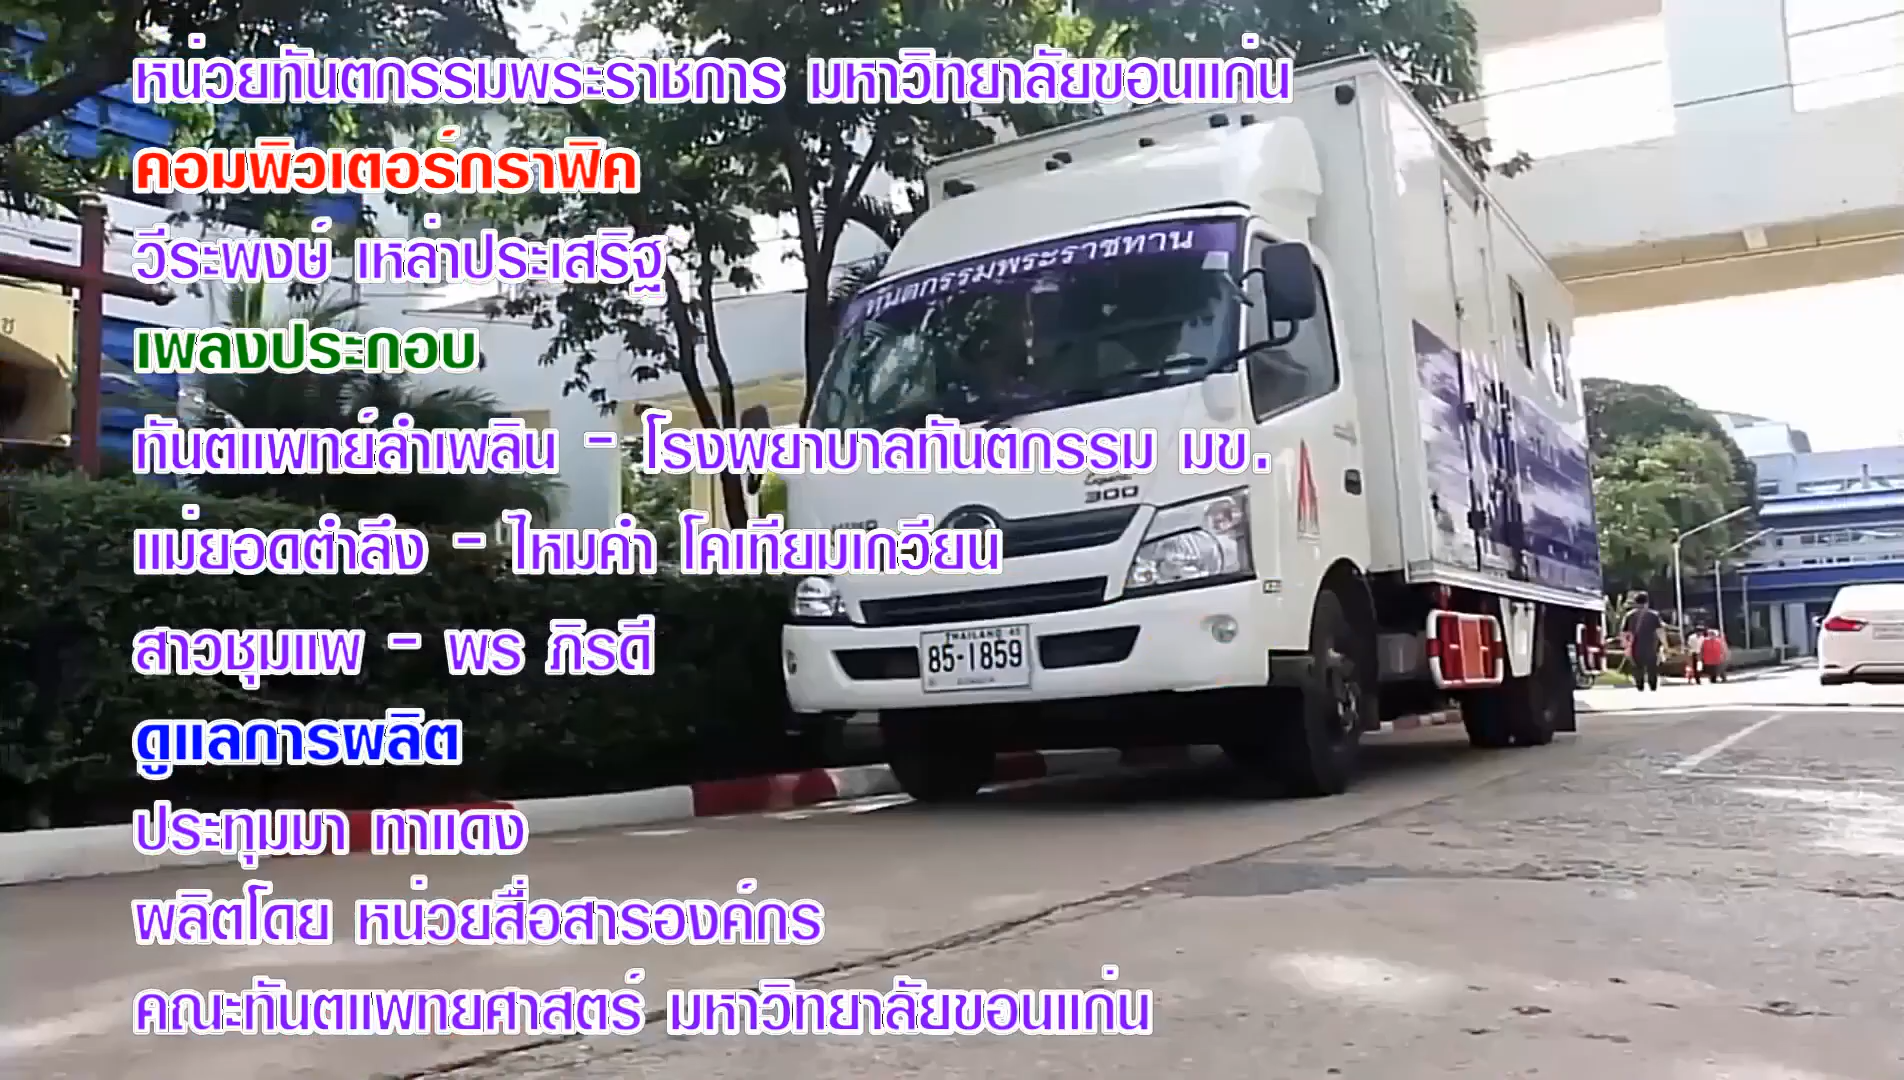 หน่วยทันตกรรมพระราชการ มหาวิทยาลัยขอนแก่น
คอมพิวเตอร์กราฟิค
วีระพงษ์ เหล่าประเสริฐ
ทันตกรรมพระราชทาน
เพลงประกอบ
ทันตแพทย์ลำเพลิน - โรงพยาบาลทันตกรรม มข.
300
แม่ยอดตำลึง - ไหมคำ โคเทียมเกวียน
สาวชุมแพ - พร ภิรดี
THAILAND
85-1859
ดูแลการผลิต
ประทุมมา ทาแดง
ผลิตโดย หน่วยสื่อสารองค์กร
คณะทันตแพทยศาสตร์ มหาวิทยาลัยขอนแก่น